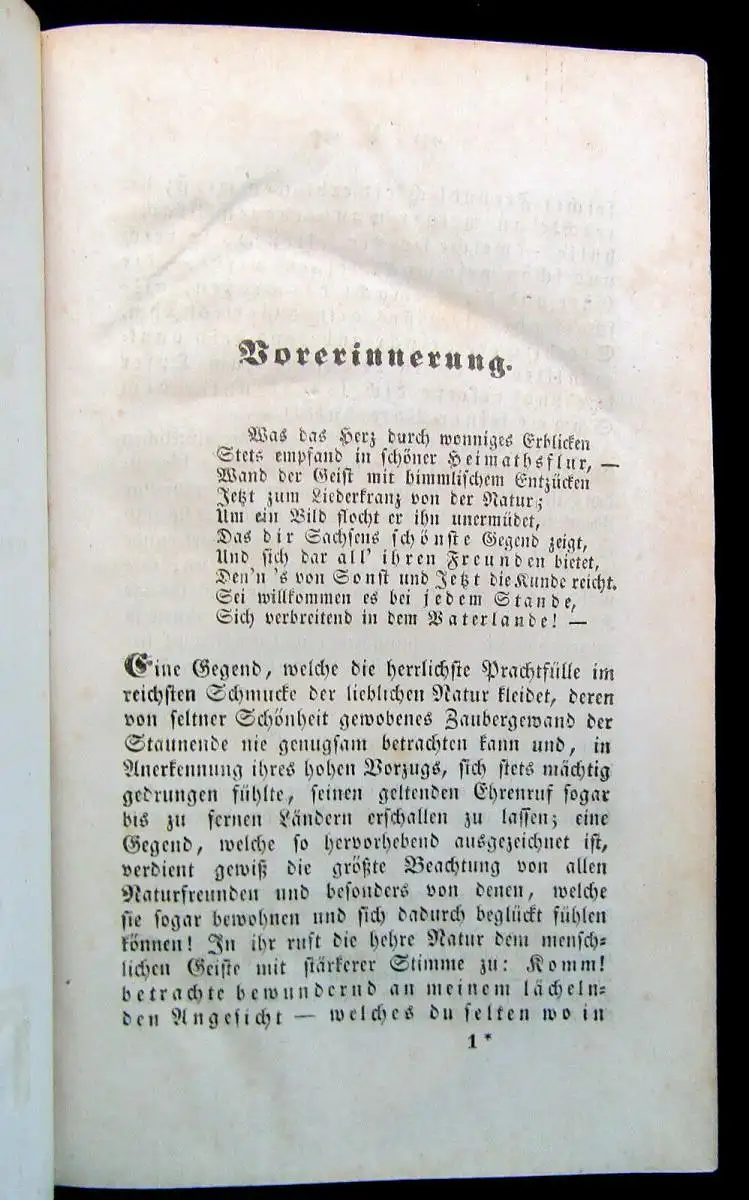 Vorerinnerung.
Was das Herz durch wonniges Erblicken
Stets empfand in schöner Heimathsflur, —
Wand der Geist mit himmlischem Entzücken
Jetzt zum Liederkranz von der Natur;
Um ein Bild flocht er ihn unermüdet,
Das dir Sachsens schönste Gegend zeigt,
Und sich dar all' ihren Freunden bietet,
Den'n 's von Sonst und Jetzt die Kunde reicht.
Sei willkommen es bei jedem Stande,
Sich verbreitend in dem Vaterlande! —
Eine Gegend, welche die herrlichste Prachtfülle im
reichsten Schmucke der lieblichen Natur kleidet, deren
von seltner Schönheit gewobenes Zaubergewand der
Staunende nie genugsam betrachten kann und, in
Anerkennung ihres hohen Vorzugs, sich stets mächtig
gedrungen fühlte, seinen geltenden Ehrenruf sogar
bis zu fernen Ländern erschallen zu lassen; eine
Gegend, welche so hervorhebend ausgezeichnet ist,
verdient gewiß die größte Beachtung von allen
Naturfreunden und besonders von denen, welche
sie sogar bewohnen und sich dadurch beglückt fühlen
können! In ihr ruft die hehre Natur dem mensch-
lichen Geiste mit stärkerer Stimme zu: Komm!
betrachte bewundernd an meinem lächeln-
den Angesicht — welches du selten wo in
1 *